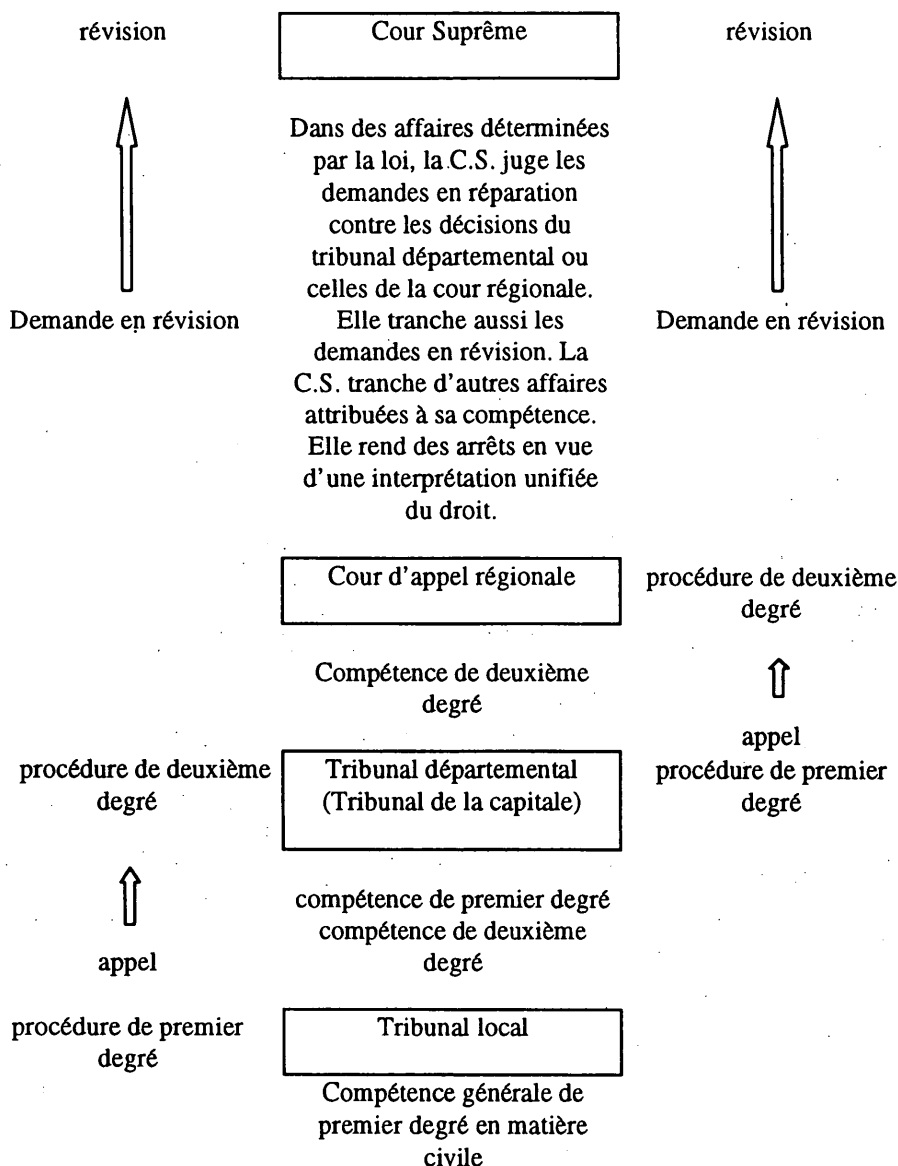 révision
Cour Suprême
révision
Dans des affaires déterminées
par la loi, la C.S. juge les
demandes en réparation
contre les décisions du
tribunal départemental ou
celles de la cour régionale.
Demande en révision
Elle tranche aussi les
demandes en révision. La
C.S. tranche d'autres affaires
attribuées à sa compétence.
Elle rend des arrêts en vue
d'une interprétation unifiée
du droit.
Demande en révision
Cour d'appel régionale
procédure de deuxième
degré
Compétence de deuxième
degré
appel
procédure de deuxième
degré
Tribunal départemental
(Tribunal de la capitale)
procédure de premier
degré
compétence de premier degré
compétence de deuxième
degré
appel
procédure de premier
degré
Tribunal local
Compétence générale de
premier degré en matière
civile